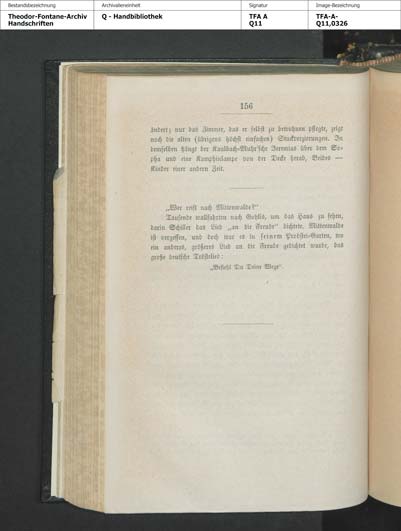 Bestandsbezeichnung
Archivalieneinheit
Signatur
Image-Bezeichnung
Theodor-Fontane-Archiv
Handschriften
Q - Handbibliothek
TFA A
Q11
TFA-A-
Q11,0326
156
ändert; nur das Zimmer, das er selbst zu bewohnen pflegte, zeigt
noch die alten (übrigens höchst einfachen) Stuckverzierungen. In
demselben hängt der Kaulbach-Muhr'sche Jeremias über dem So-
pha und eine Kamphinlampe von der Decke herab, Beides —
Kinder einer andern Zeit.
„Wer reist nach Mittenwalde?"
Tausende wallfahrten nach Gohlis, um das Haus zu sehen,
darin Schiller das Lied „an die Freude" dichtete. Mittenwalde
ist vergessen, und doch war es in seinem Probstei-Garten, wo
ein anderes, größeres Lied an die Freude gedichtet wurde, das
große deutsche Trostlied:
„Befiehl Du Deine Wege".